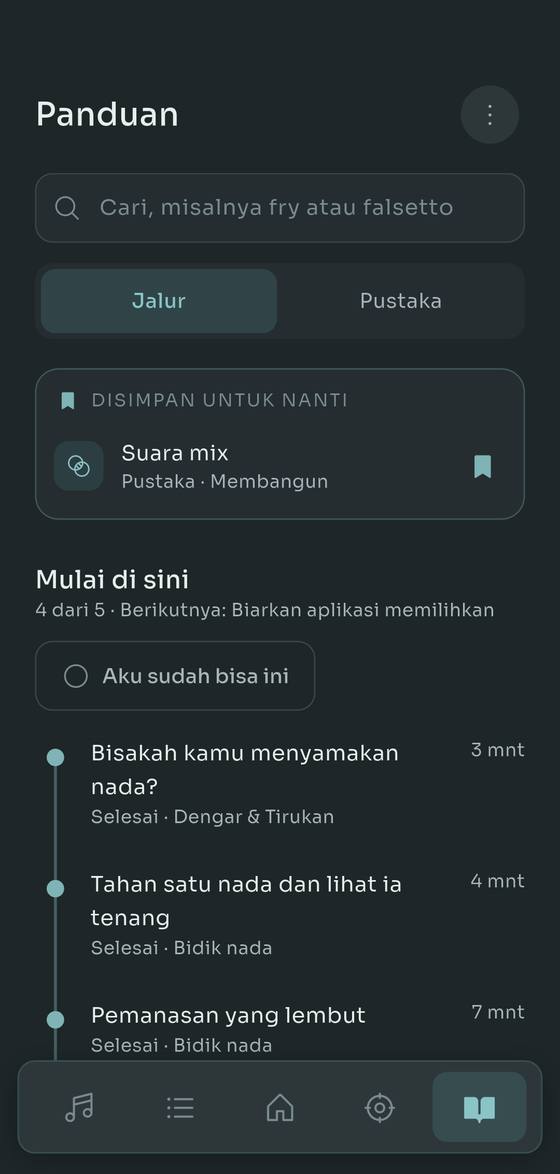 Panduan
Cari, misalnya fry atau falsetto
Jalur
Pustaka
DISIMPAN UNTUK NANTI
Suara mix
Pustaka · Membangun
Mulai di sini
4 dari 5 · Berikutnya: Biarkan aplikasi memilihkan
Aku sudah bisa ini
Bisakah kamu menyamakan
nada?
3 mnt
Selesai · Dengar & Tirukan
Tahan satu nada dan lihat ia
tenang
4 mnt
Selesai · Bidik nada
Pemanasan yang lembut
7 mnt
Selesai · Bidik nada